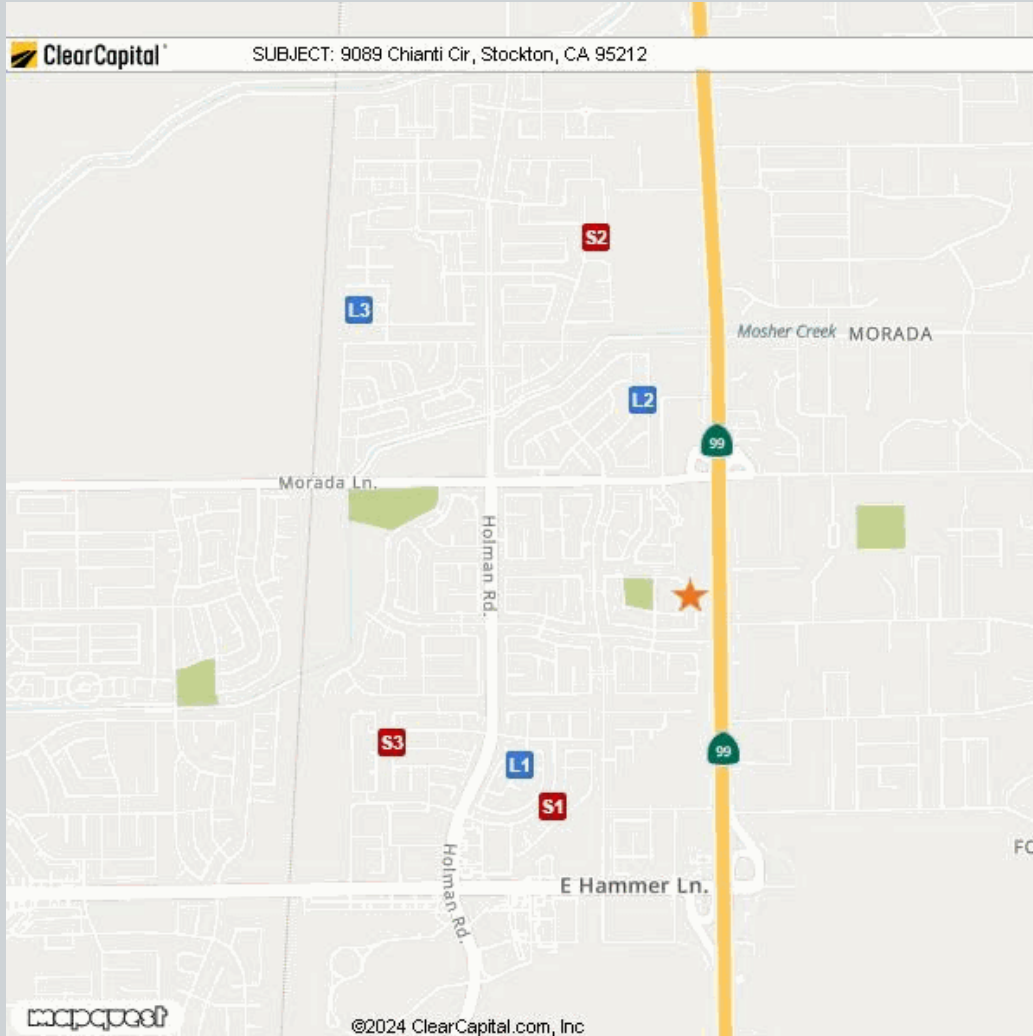 ClearCapital SUBJECT: 9089 Chianti Cir, Stockton, CA 95212
S2
L3
Mosher Creek MORADA
L2
99
Morada Ln.
Holman Rd.
S3
99
L1
S1
FO
Holman Rd.
E Hammer Ln.
mapquest
©2024 ClearCapital.com, Inc